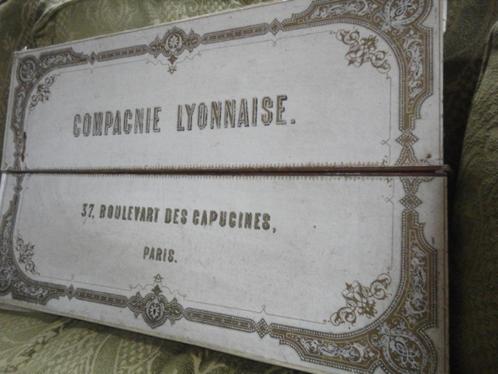 COMPAGNIE LYONNAISE.
37, BOULEVART DES CAPUCINES,
PARIS.